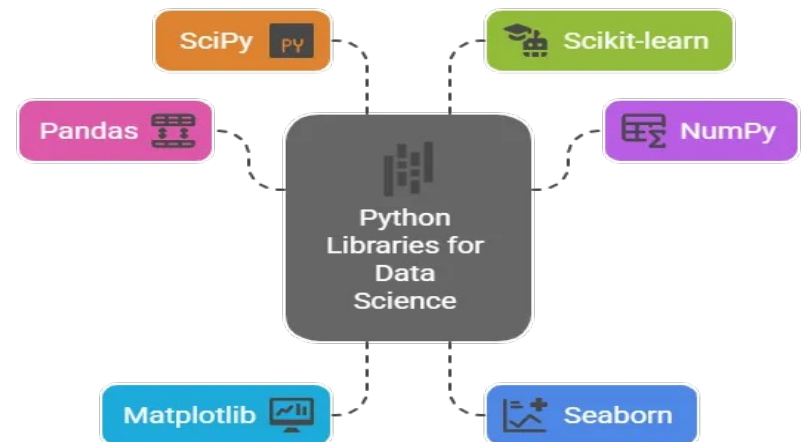 SciPy
PY
Scikit-learn
Pandas
NumPy
Python
Libraries for
Data
Science
Matplotlib
Seaborn